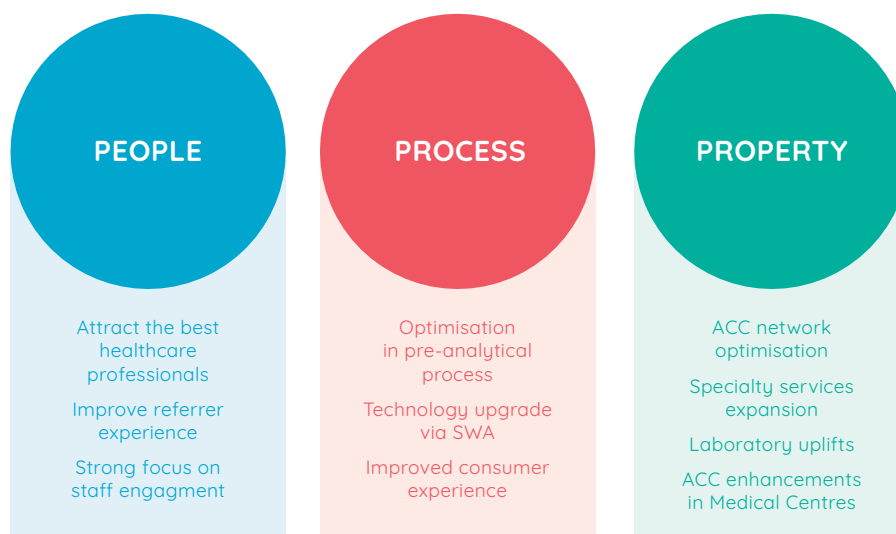 PEOPLE
Attract the best
healthcare
professionals
Improve referrer
experience
Strong focus on
staff engagment
PROCESS
Optimisation
in pre-analytical
process
Technology upgrade
via SWA
Improved consumer
experience
PROPERTY
ACC network
optimisation
Specialty services
expansion
Laboratory uplifts
ACC enhancements
in Medical Centres